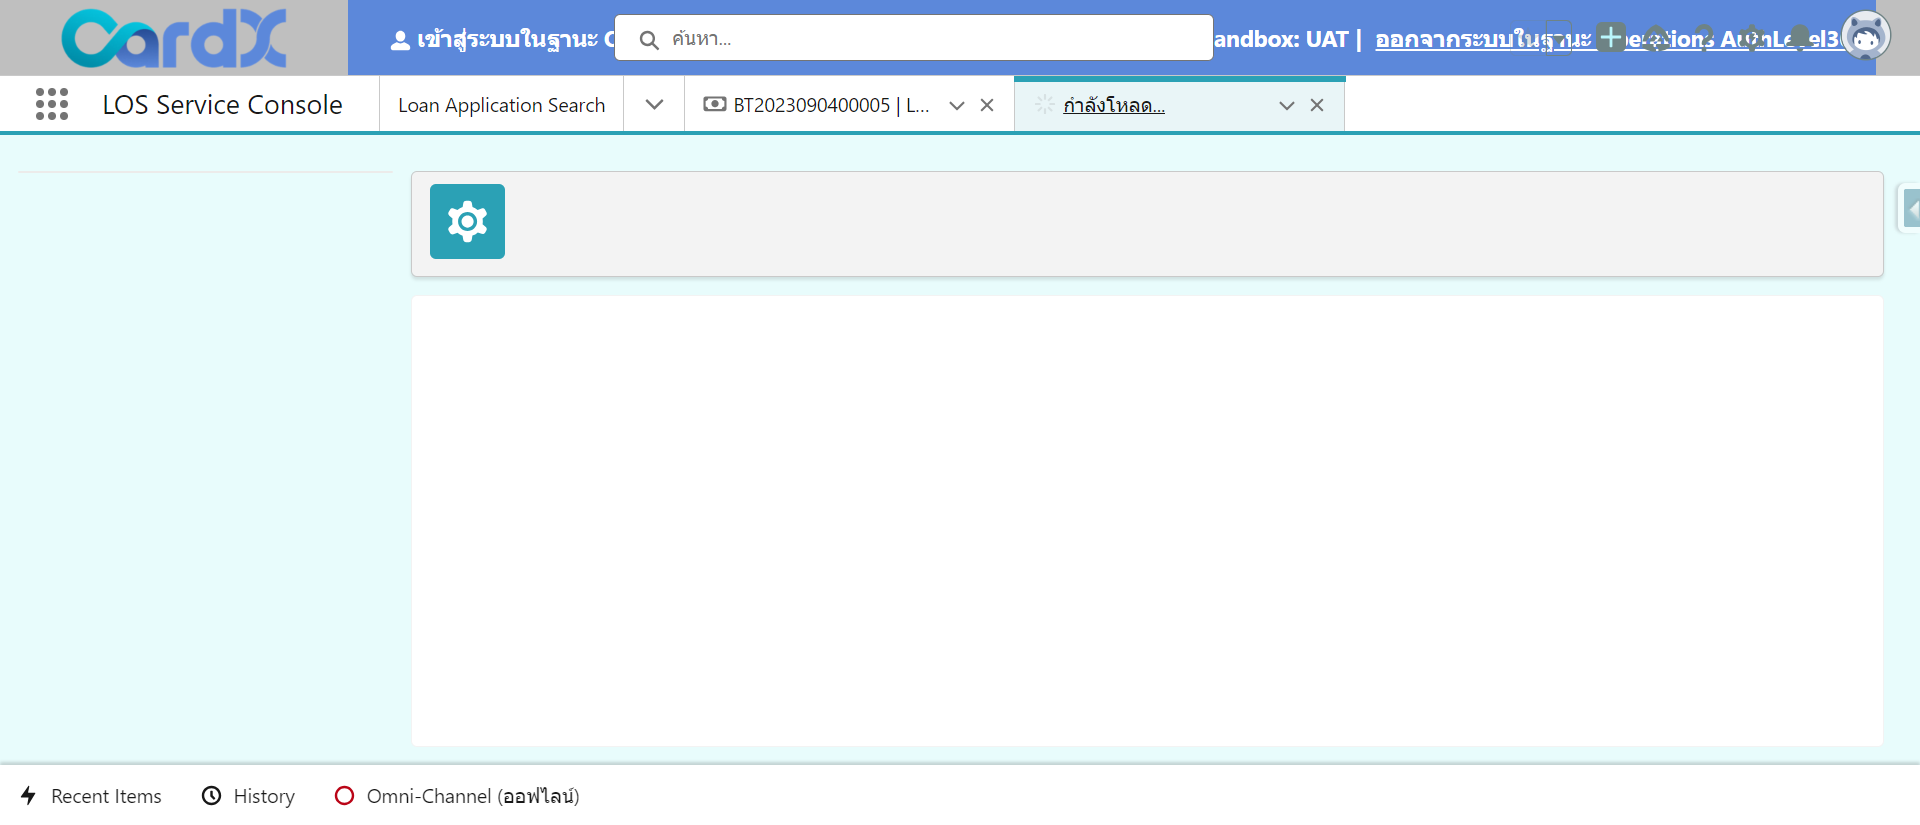 CardX
เข้าสู่ระบบในฐานะ
ค้นหา...
andbox: UAT | ออกจากระบบในฐานะ
LOS Service Console
Loan Application Search
BT2023090400005 | L...
กำลังโหลด...
Recent Items
History
Omni-Channel (ออฟไลน์)